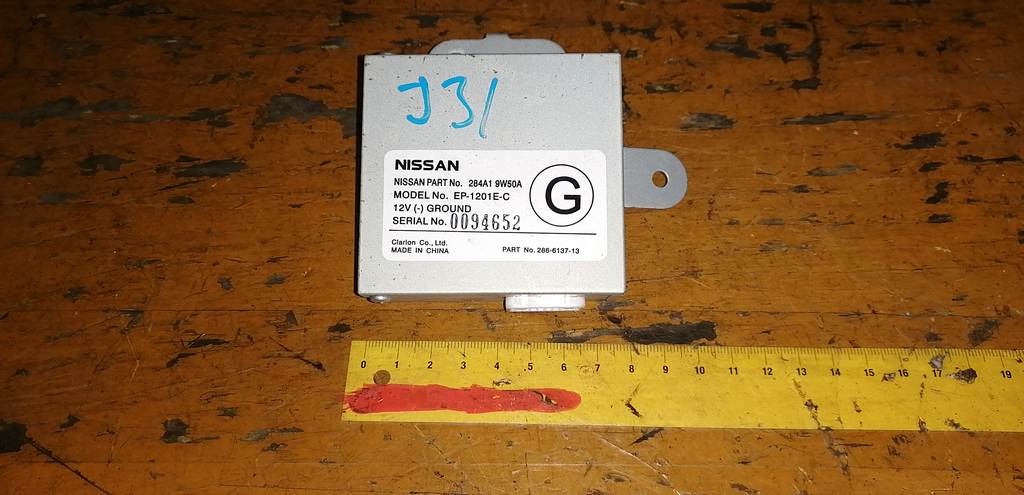 J31
NISSAN
NISSAN PART No. 284A1 9W50A
MODEL No. EP-1201E-C
12V (-) GROUND
SERIAL No. 0094652
G
Clarion Co., Ltd.
MADE IN CHINA
PART No. 286-6137-13
0 1 2 3 4 5 6 7 8 9 10 11 12 13 14 15 16 17 19